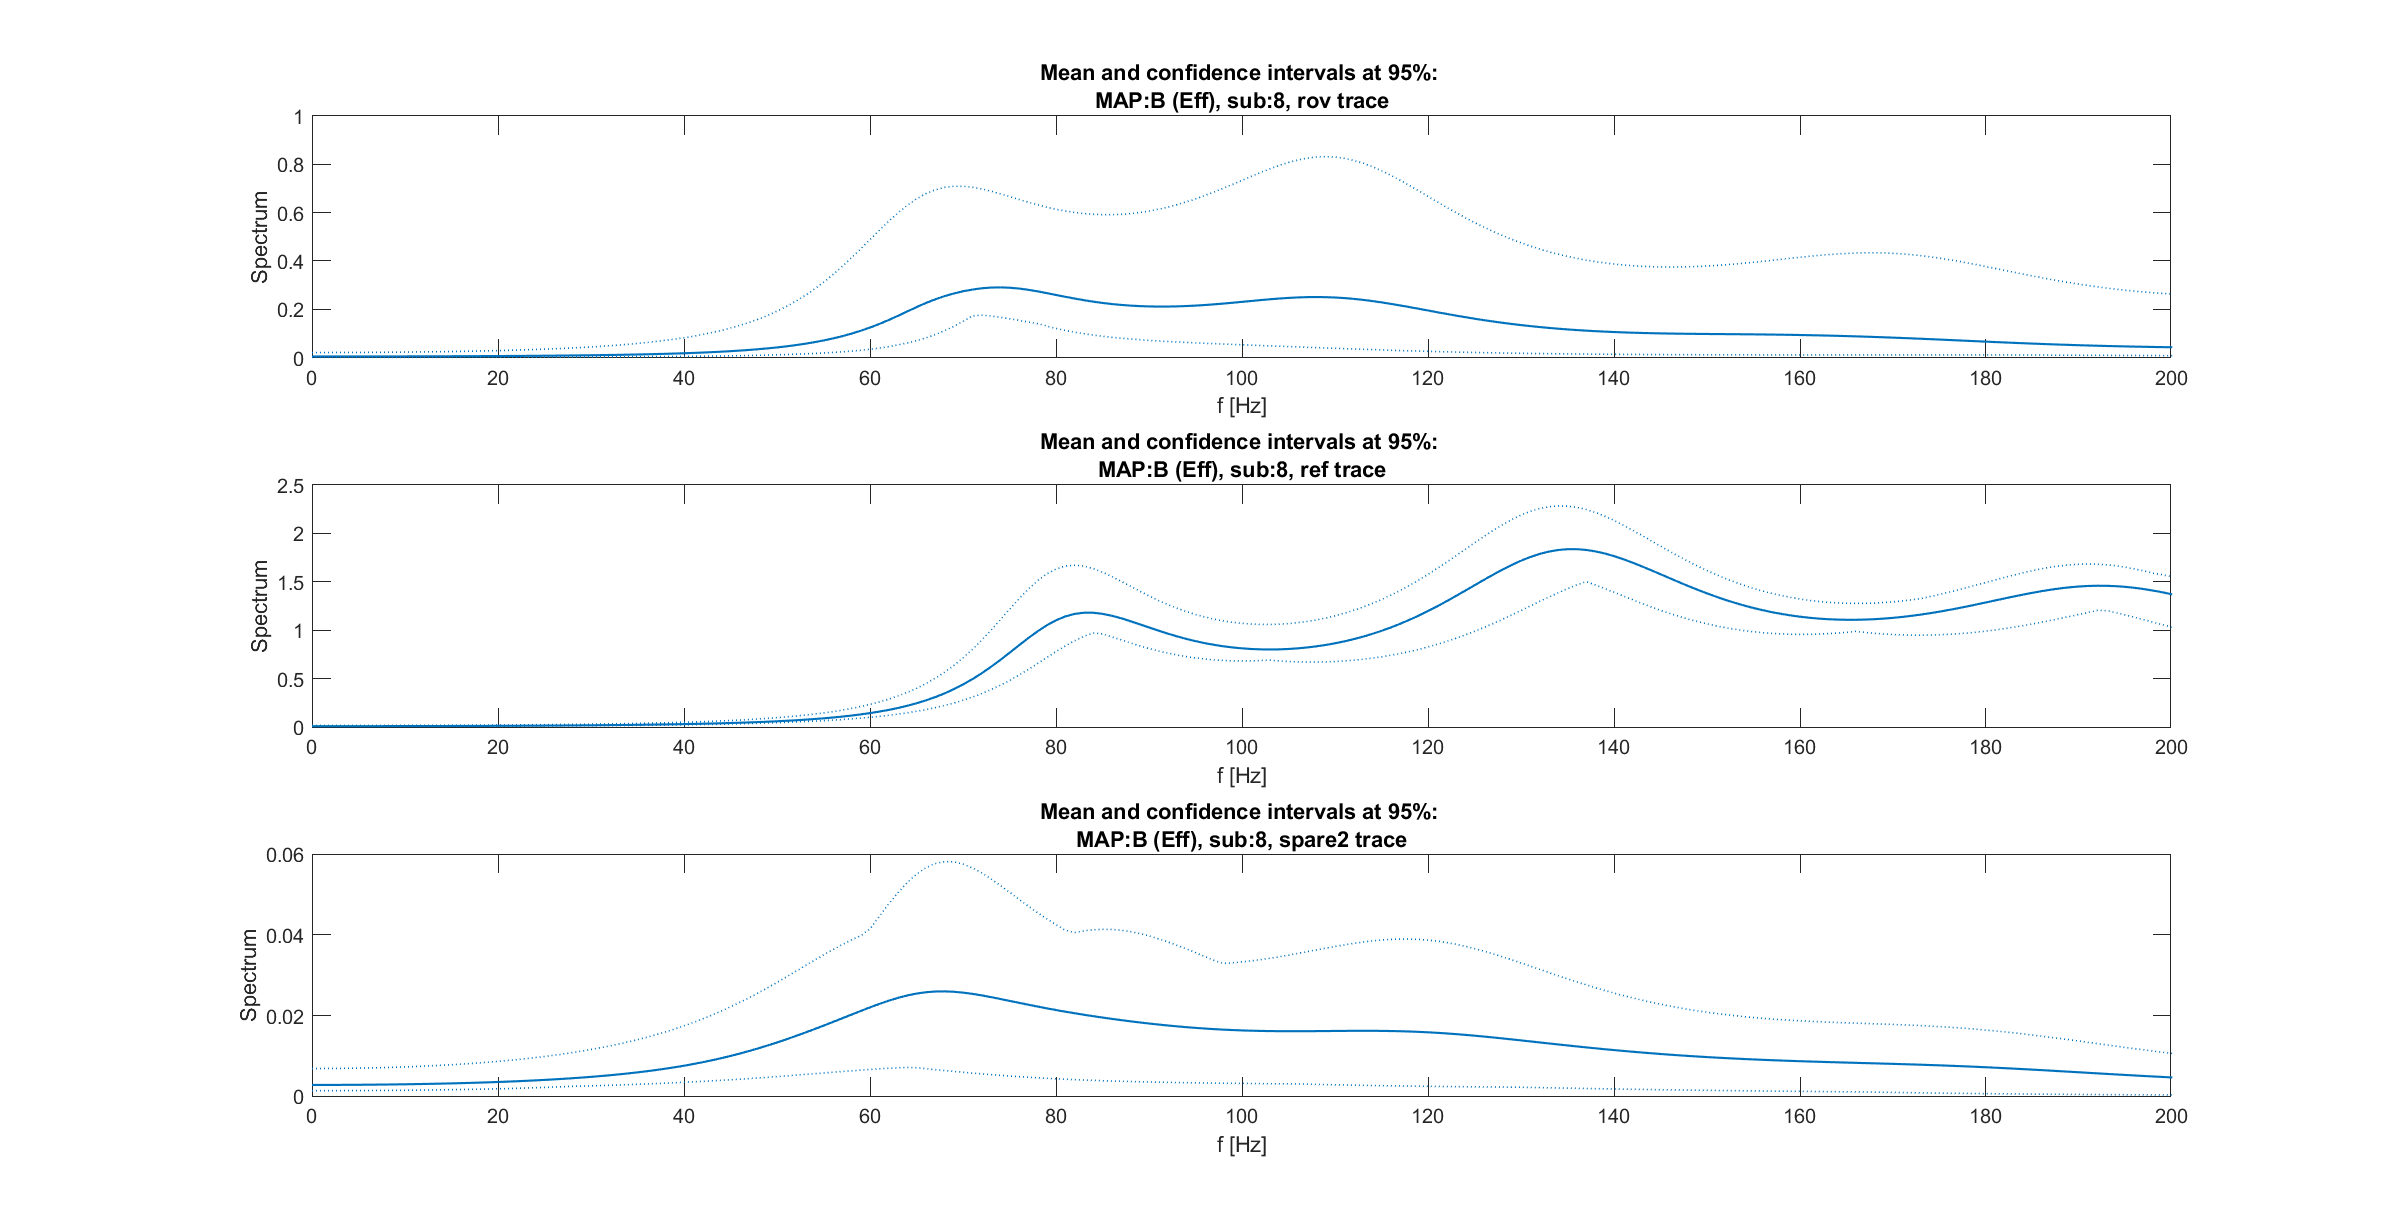 Mean and confidence intervals at 95%:
MAP:B (Eff), sub:8, rov trace
1
0.8
0.6
0.4
0.2
0
Spectrum
0 20 40 60 80 100 120 140 160 180 200
f [Hz]
Mean and confidence intervals at 95%:
MAP:B (Eff), sub:8, ref trace
2.5
2
1.5
1
0.5
0
Spectrum
0 20 40 60 80 100 120 140 160 180 200
f [Hz]
Mean and confidence intervals at 95%:
MAP:B (Eff), sub:8, spare2 trace
0.06
0.04
0.02
0
Spectrum
0 20 40 60 80 100 120 140 160 180 200
f [Hz]